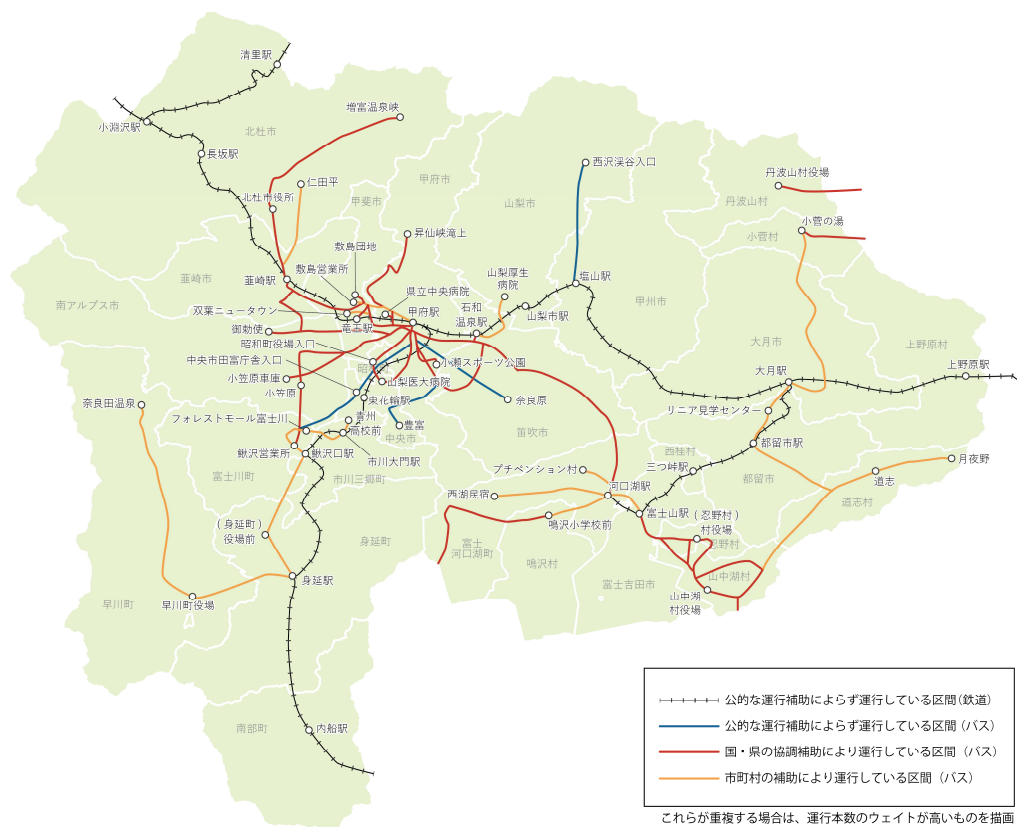 清里駅
小淵沢駅
長坂駅
北杜市
増富温泉峡
仁田平
北杜市役所
甲斐市
甲府市
山梨市
西沢渓谷入口
丹波山村役場
丹波山村
小菅の湯
小菅村
昇仙峡滝上
敷島団地
敷島営業所
韮崎市
韮崎駅
南アルプス市
双葉ニュータウン
御勅使
竜王駅
県立中央病院
甲府駅
石和
温泉駅
山梨厚生
病院
山梨市駅
塩山駅
甲州市
大月市
上野原村
上野原駅
大月駅
昭和町役場入口
中央市田富庁舎入口
小笠原車庫
小笠原
小瀬スポーツ公園
山梨医大病院
東花輪駅
奈良原
豊富
笛吹市
奈良田温泉
フォレストモール富士川
青州
高校前
中央市
鰍沢営業所
鰍沢口駅
市川大門駅
富士川町
市川三郷町
リニア見学センター
都留市駅
西桂村
三つ峠駅
都留市
月夜野
道志
道志村
プチペンション村
西湖民宿
河口湖駅
富士山駅
鳴沢小学校前
(忍野村)
村役場
忍野村
山中湖村
山中湖
村役場
富士
河口湖町
鳴沢村
富士吉田市
(身延町)
役場前
身延町
身延駅
早川町
早川町役場
南部町
内船駅
公的な運行補助によらず運行している区間(鉄道)
公的な運行補助によらず運行している区間(バス)
国・県の協調補助により運行している区間(バス)
市町村の補助により運行している区間(バス)
これらが重複する場合は、運行本数のウェイトが高いものを描画